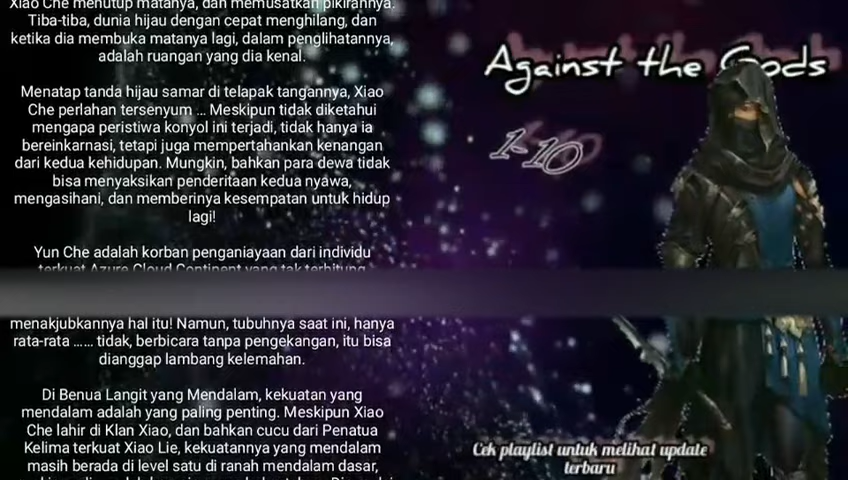 Xiao Che menutup matanya, dan memusatkan pikirannya.
Tiba-tiba, dunia hijau dengan cepat menghilang, dan
ketika dia membuka matanya lagi, dalam penglihatannya,
adalah ruangan yang dia kenal.
Menatap tanda hijau samar di telapak tangannya, Xiao
Che perlahan tersenyum ... Meskipun tidak diketahui
mengapa peristiwa konyol ini terjadi, tidak hanya ia
bereinkarnasi, tetapi juga mempertahankan kenangan
dari kedua kehidupan. Mungkin, bahkan para dewa tidak
bisa menyaksikan penderitaan kedua nyawa,
mengasihani, dan memberinya kesempatan untuk hidup
lagi!
Yun Che adalah korban penganiayaan dari individu
terkuat Azure Cloud Continent yang tak terhitung
menakjubkannya hal itu! Namun, tubuhnya saat ini, hanya
rata-rata ...... tidak, berbicara tanpa pengekangan, itu bisa
dianggap lambang kelemahan.
Di Benua Langit yang Mendalam, kekuatan yang
mendalam adalah yang paling penting. Meskipun Xiao
Che lahir di Klan Xiao, dan bahkan cucu dari Penatua
Kelima terkuat Xiao Lie, kekuatannya yang mendalam
masih berada di level satu di ranah mendalam dasar,
Against the Gods
1-10
Cek playlist untuk melihat update
terbaru